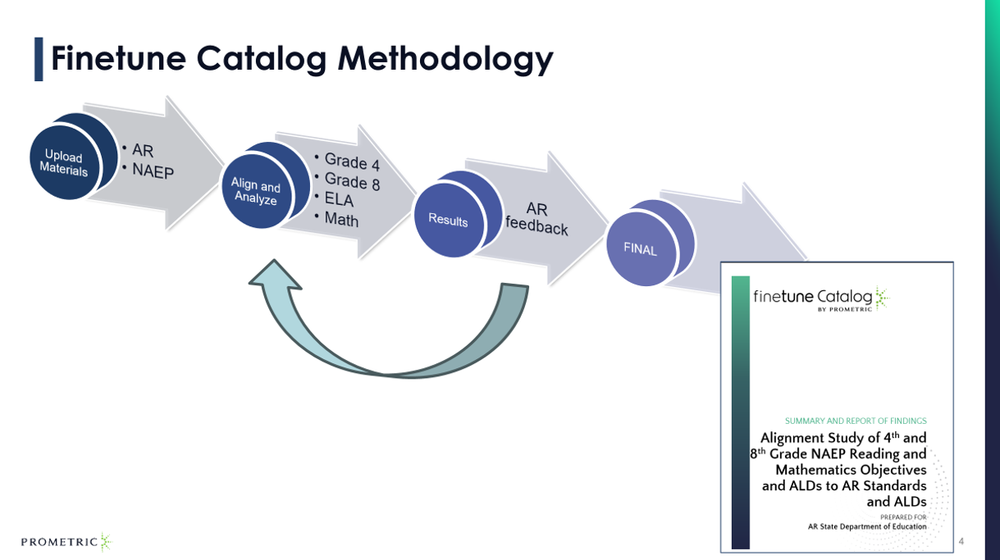 Finetune Catalog Methodology
Upload
Materials
• AR
• NAEP
Align and
Analyze
• Grade 4
• Grade 8
• ELA
• Math
Results
AR
feedback
FINAL
finetune Catalog
BY PROMETRIC
SUMMARY AND REPORT OF FINDINGS
Alignment Study of 4th and
8th Grade NAEP Reading and
Mathematics Objectives
and ALDs to AR Standards
and ALDs
PREPARED FOR
AR State Department of Education
PROMETRIC
4